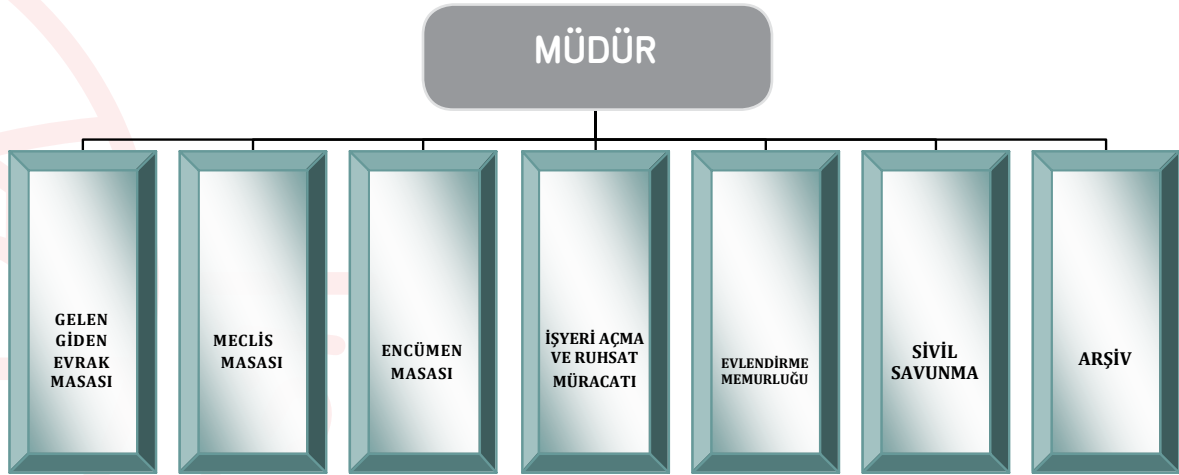 MÜDÜR
GELEN
GİDEN
EVRAK
MASASI
MECLİS
MASASI
ENCÜMEN
MASASI
İŞYERİ AÇMA
VE RUHSAT
MÜRACATI
EVLENDİRME
MEMURLUĞU
SİVİL
SAVUNMA
ARŞİV